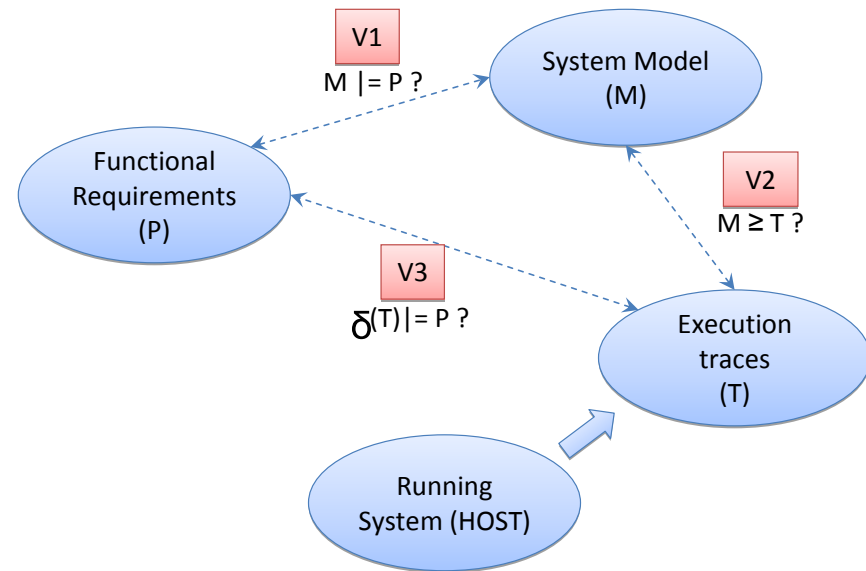 V1
M |= P ?
System Model
(M)
Functional
Requirements
(P)
V2
M ≥ T ?
V3
δ(T)|= P ?
Execution
traces
(T)
Running
System (HOST)